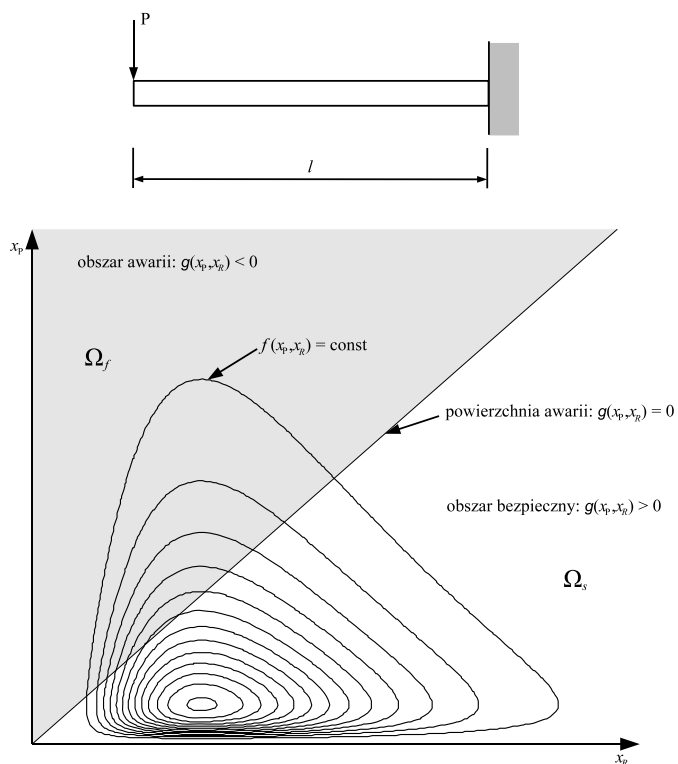 P
l
x_P
obszar awarii: g(x_P,x_R) < 0
Ω_f
f(x_P,x_R) = const
powierzchnia awarii: g(x_P,x_R) = 0
obszar bezpieczny: g(x_P,x_R) > 0
Ω_s
x_R